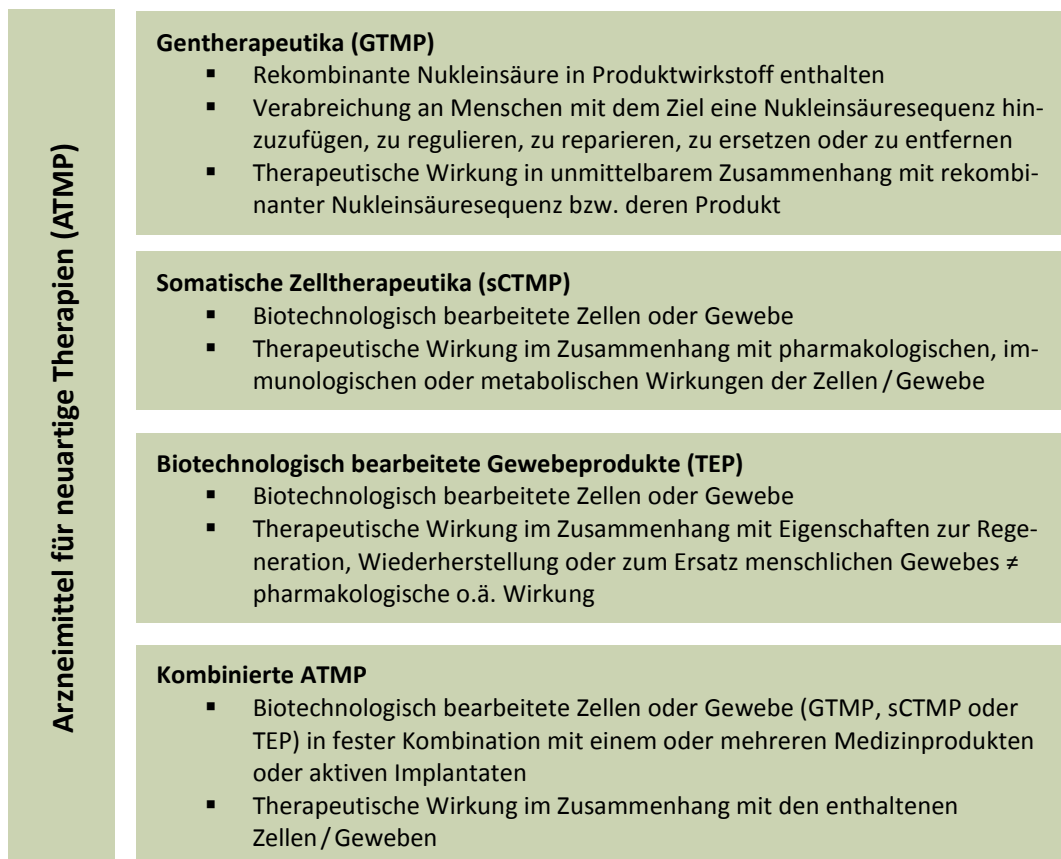 Arzneimittel für neuartige Therapien (ATMP)
Gentherapeutika (GTMP)
▪ Rekombinante Nukleinsäure in Produktwirkstoff enthalten
▪ Verabreichung an Menschen mit dem Ziel eine Nukleinsäuresequenz hin-
zuzufügen, zu regulieren, zu reparieren, zu ersetzen oder zu entfernen
▪ Therapeutische Wirkung in unmittelbarem Zusammenhang mit rekombi-
nanter Nukleinsäuresequenz bzw. deren Produkt
Somatische Zelltherapeutika (sCTMP)
▪ Biotechnologisch bearbeitete Zellen oder Gewebe
▪ Therapeutische Wirkung im Zusammenhang mit pharmakologischen, im-
munologischen oder metabolischen Wirkungen der Zellen / Gewebe
Biotechnologisch bearbeitete Gewebeprodukte (TEP)
▪ Biotechnologisch bearbeitete Zellen oder Gewebe
▪ Therapeutische Wirkung im Zusammenhang mit Eigenschaften zur Rege-
neration, Wiederherstellung oder zum Ersatz menschlichen Gewebes ≠
pharmakologische o.ä. Wirkung
Kombinierte ATMP
▪ Biotechnologisch bearbeitete Zellen oder Gewebe (GTMP, sCTMP oder
TEP) in fester Kombination mit einem oder mehreren Medizinprodukten
oder aktiven Implantaten
▪ Therapeutische Wirkung im Zusammenhang mit den enthaltenen
Zellen / Geweben